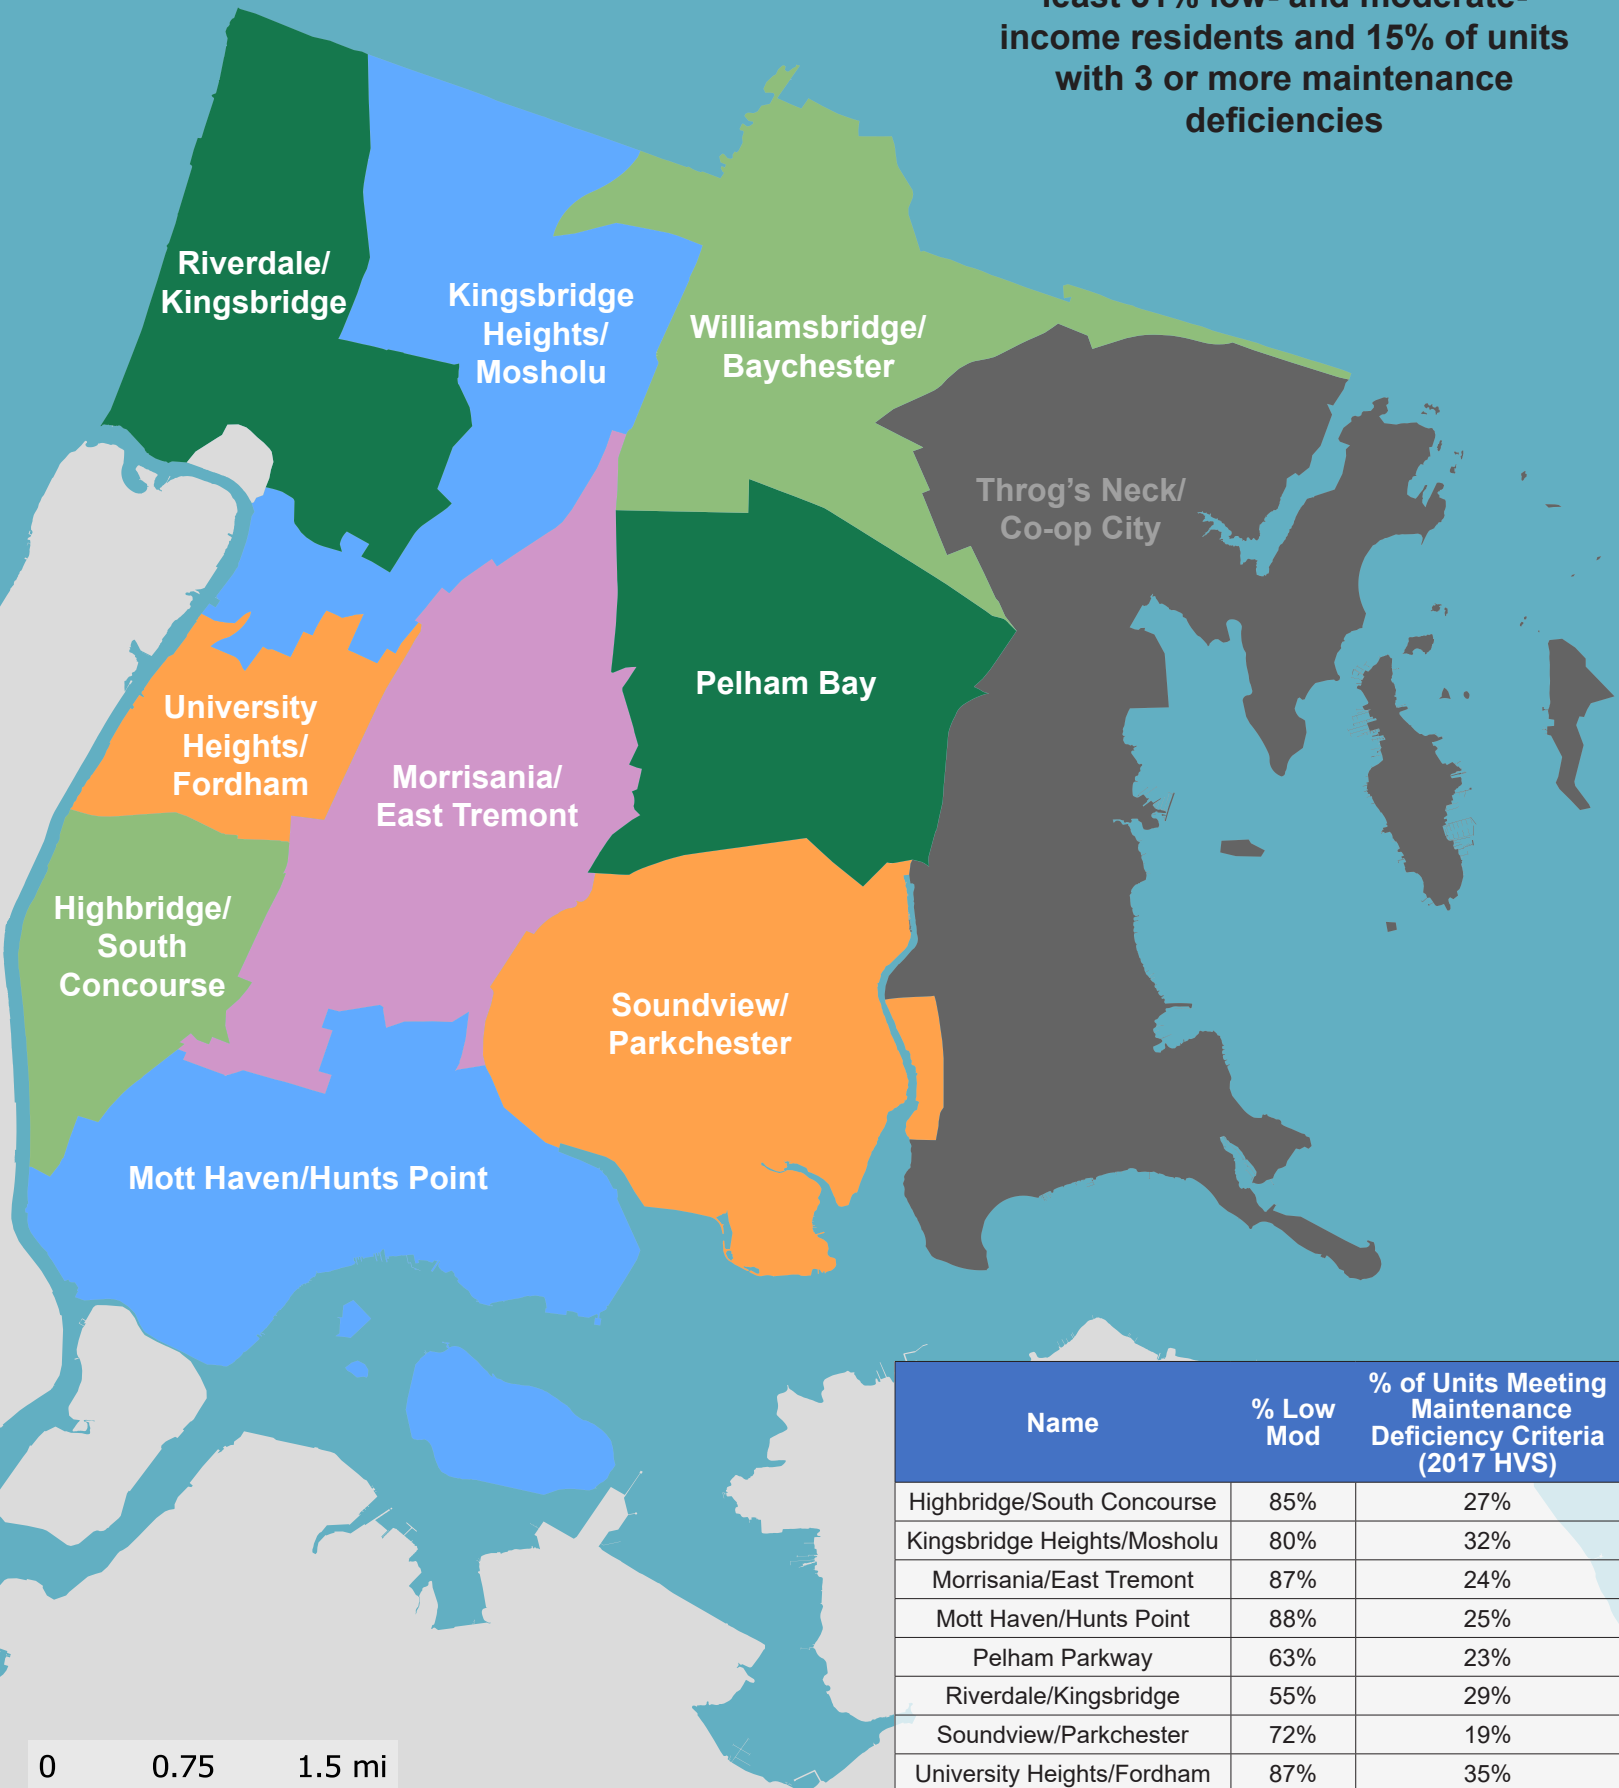 least 51% low- and moderate-
income residents and 15% of units
with 3 or more maintenance
deficiencies
Riverdale/
Kingsbridge
Kingsbridge
Heights/
Mosholu
Williamsbridge/
Baychester
Throg’s Neck/
Co-op City
Pelham Bay
University
Heights/
Fordham
Morrisania/
East Tremont
Highbridge/
South
Concourse
Soundview/
Parkchester
Mott Haven/Hunts Point
Name
% Low
Mod
% of Units Meeting
Maintenance
Deficiency Criteria
(2017 HVS)
Highbridge/South Concourse 85% 27%
Kingsbridge Heights/Mosholu 80% 32%
Morrisania/East Tremont 87% 24%
Mott Haven/Hunts Point 88% 25%
Pelham Parkway 63% 23%
Riverdale/Kingsbridge 55% 29%
Soundview/Parkchester 72% 19%
University Heights/Fordham 87% 35%
0 0.75 1.5 mi